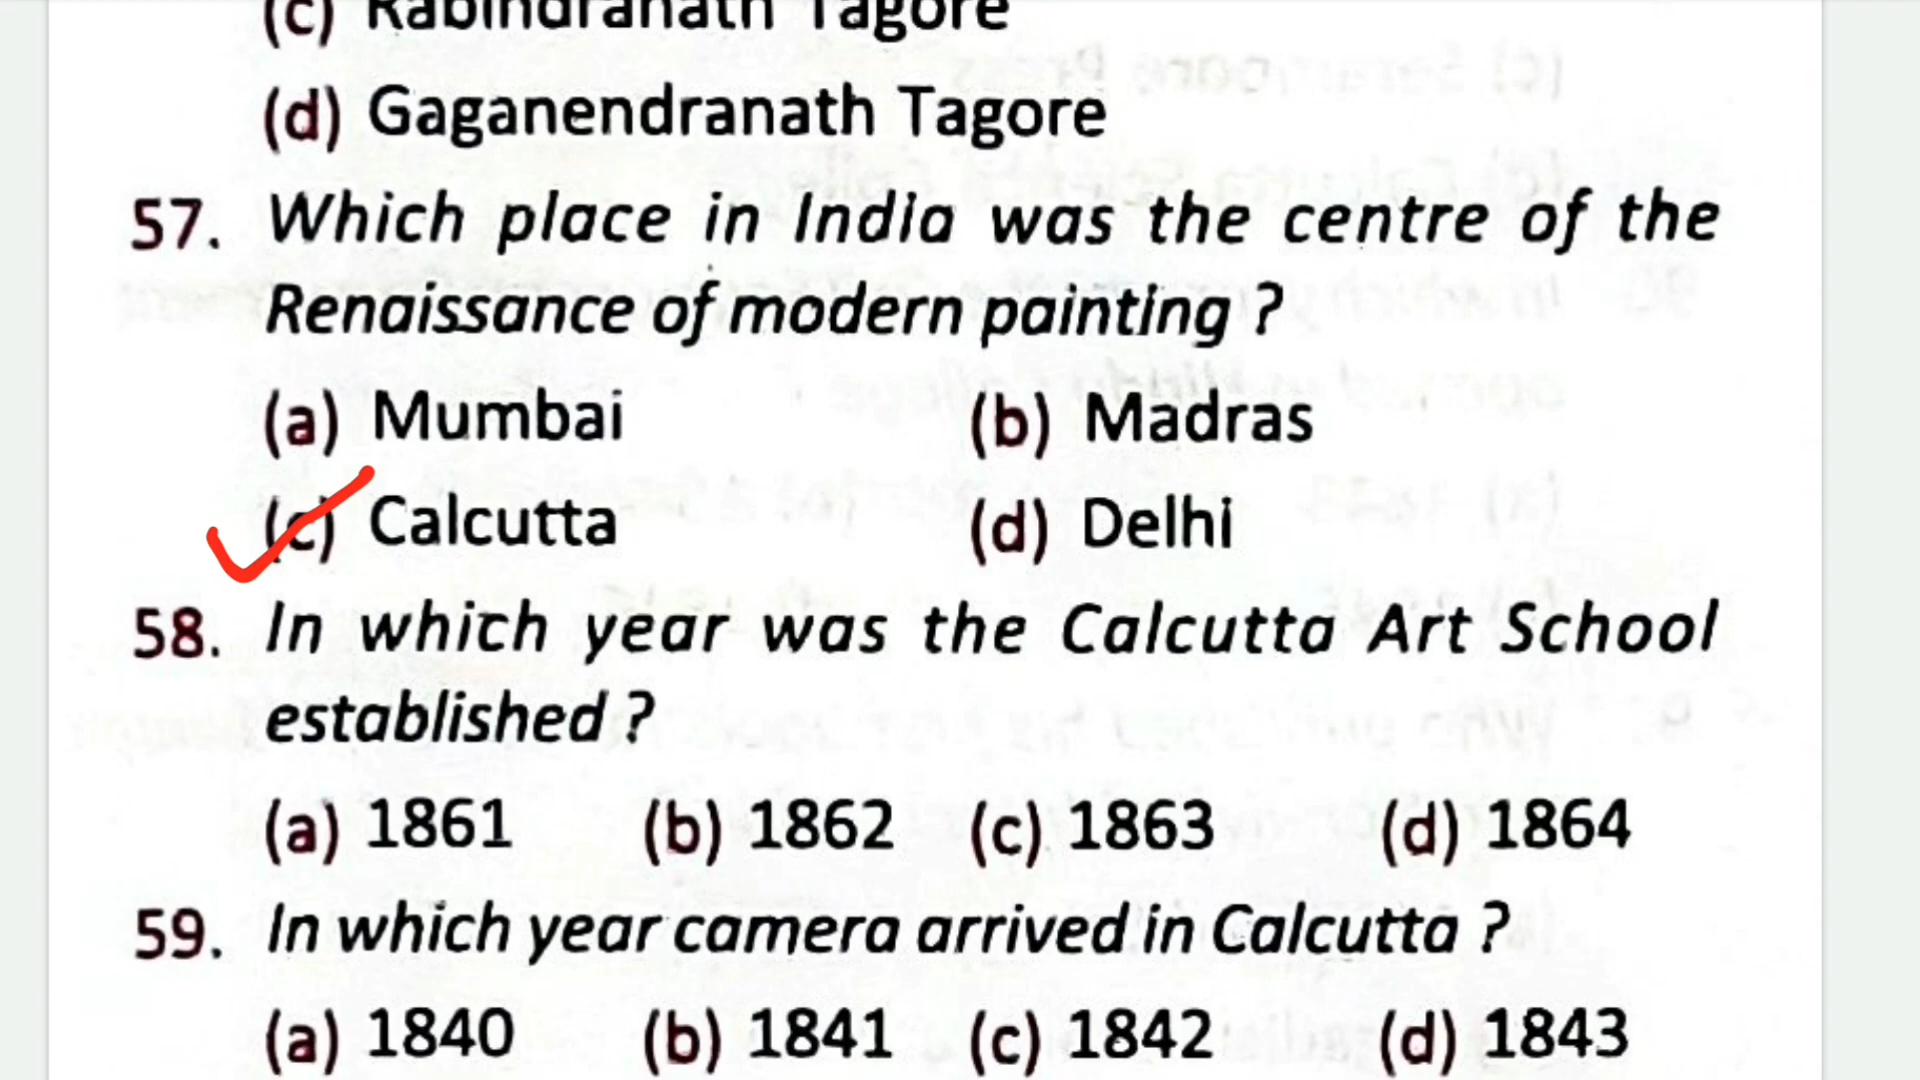 (c) Rabindranath Tagore
(d) Gaganendranath Tagore
57. Which place in India was the centre of the
Renaissance of modern painting ?
(a) Mumbai (b) Madras
(c) Calcutta (d) Delhi
58. In which year was the Calcutta Art School
established ?
(a) 1861 (b) 1862 (c) 1863 (d) 1864
59. In which year camera arrived in Calcutta ?
(a) 1840 (b) 1841 (c) 1842 (d) 1843